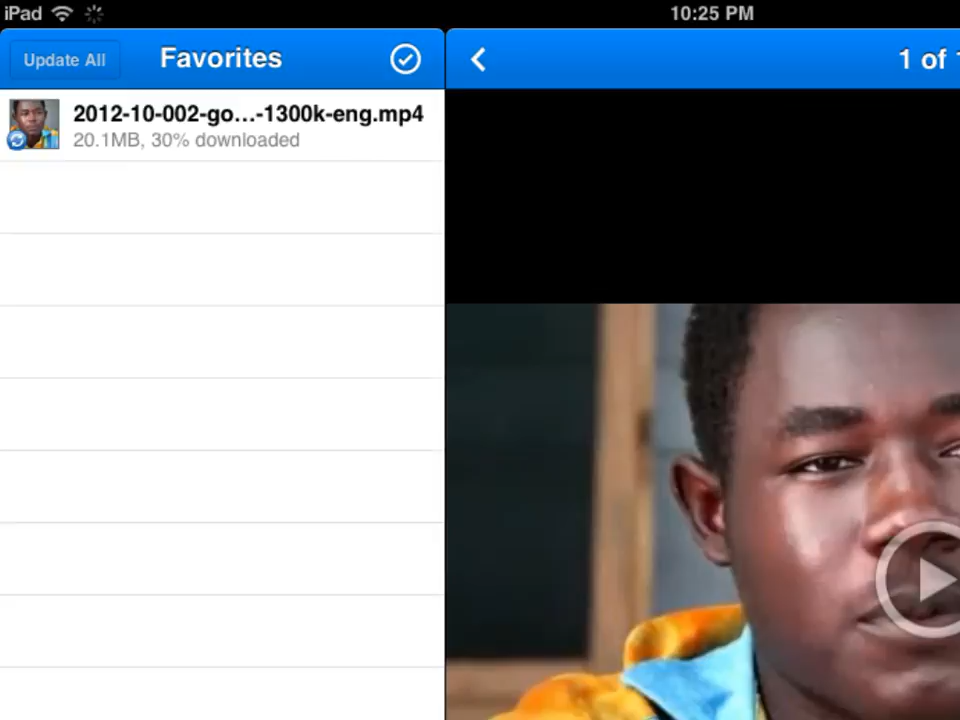 iPad
10:25 PM
Update All
Favorites
1 of 1
2012-10-002-go...-1300k-eng.mp4
20.1MB, 30% downloaded